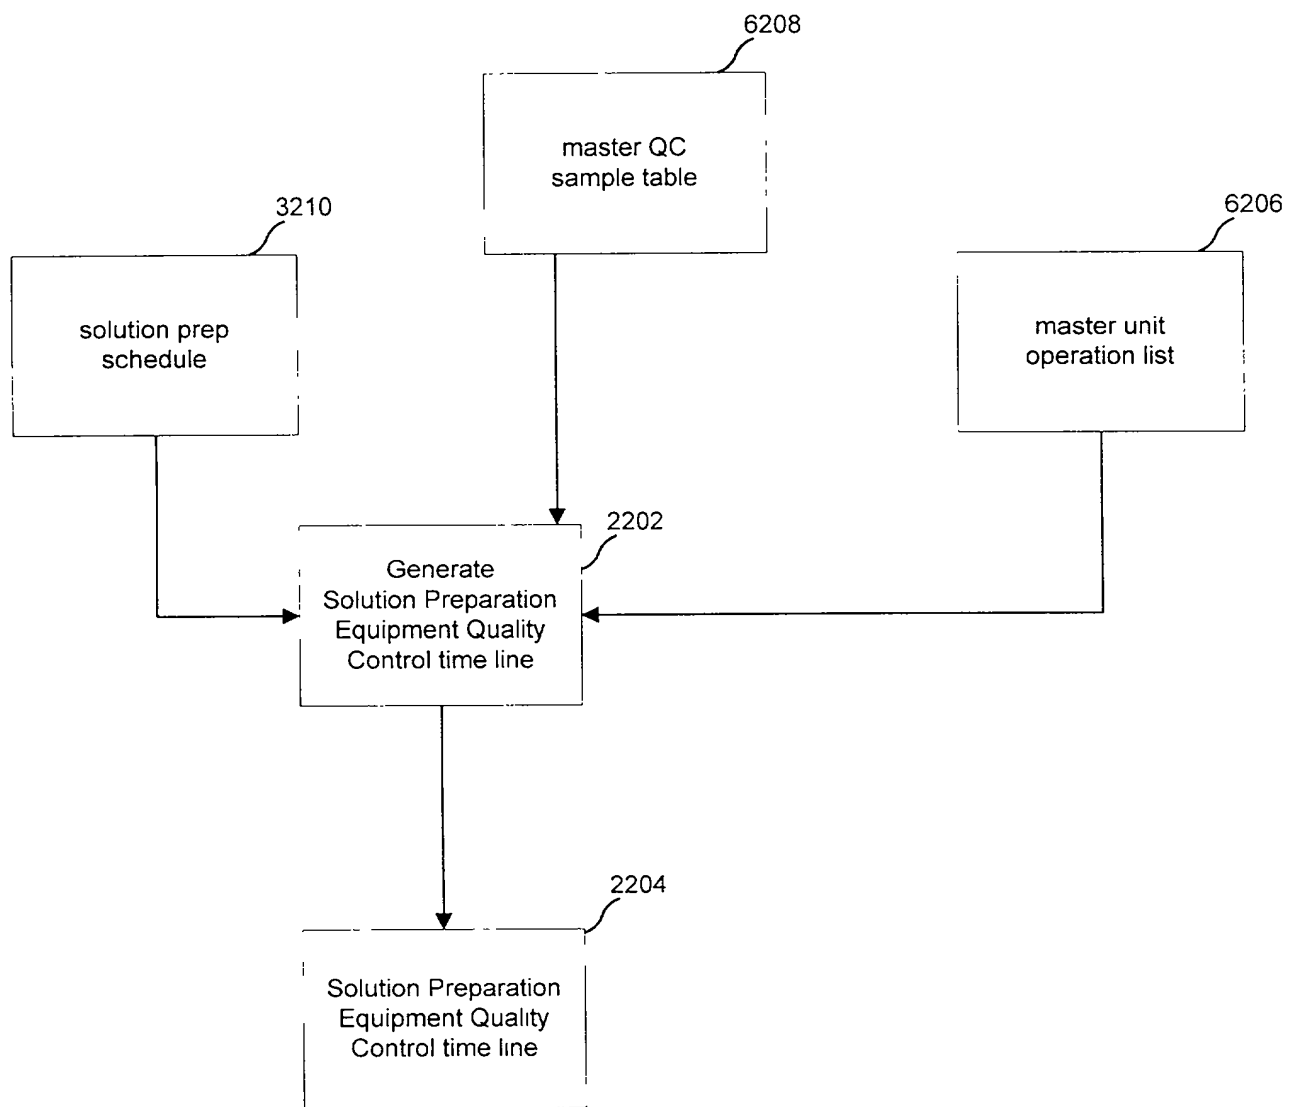 6208
master QC
sample table
3210
solution prep
schedule
6206
master unit
operation list
2202
Generate
Solution Preparation
Equipment Quality
Control time line
2204
Solution Preparation
Equipment Quality
Control time line